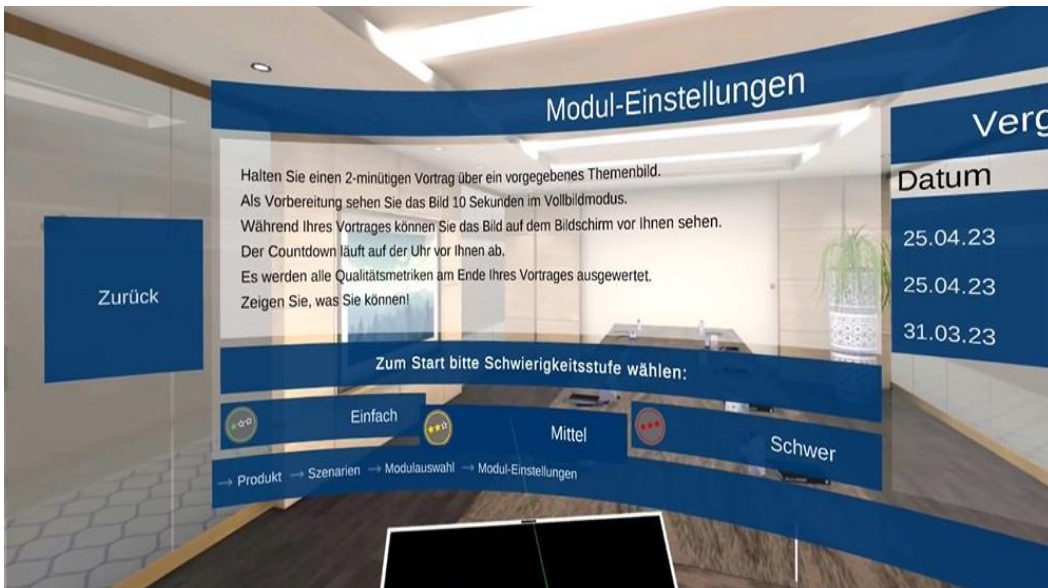 Modul-Einstellungen
Halten Sie einen 2-minütigen Vortrag über ein vorgegebenes Themenbild.
Als Vorbereitung sehen Sie das Bild 10 Sekunden im Vollbildmodus.
Während Ihres Vortrages können Sie das Bild auf dem Bildschirm vor Ihnen sehen.
Der Countdown läuft auf der Uhr vor Ihnen ab.
Es werden alle Qualitätsmetriken am Ende Ihres Vortrages ausgewertet.
Zeigen Sie, was Sie können!
Zurück
Zum Start bitte Schwierigkeitsstufe wählen:
Einfach
Mittel
Schwer
→ Produkt → Szenarien → Modulauswahl → Modul-Einstellungen
Verg
Datum
25.04.23
25.04.23
31.03.23